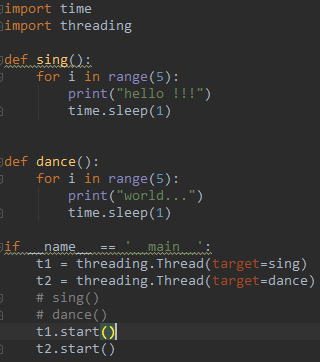 import time
import threading

def sing():
    for i in range(5):
        print("hello !!!")
        time.sleep(1)


def dance():
    for i in range(5):
        print("world...")
        time.sleep(1)

if __name__ == '__main__':
    t1 = threading.Thread(target=sing)
    t2 = threading.Thread(target=dance)
    # sing()
    # dance()
    t1.start()
    t2.start()